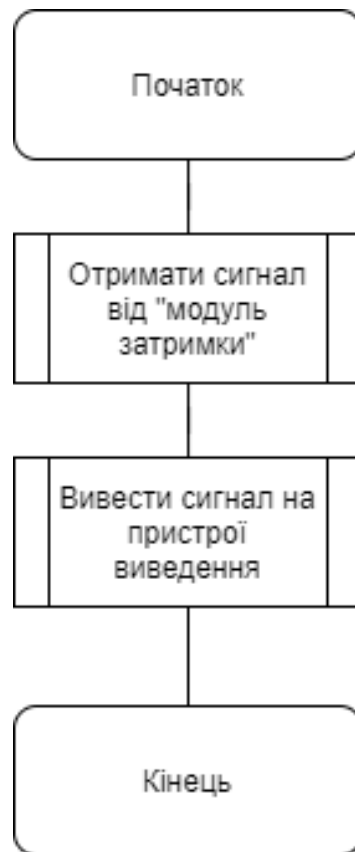 Початок
Отримати сигнал
від "модуль
затримки"
Вивести сигнал на
пристрої
виведення
Кінець